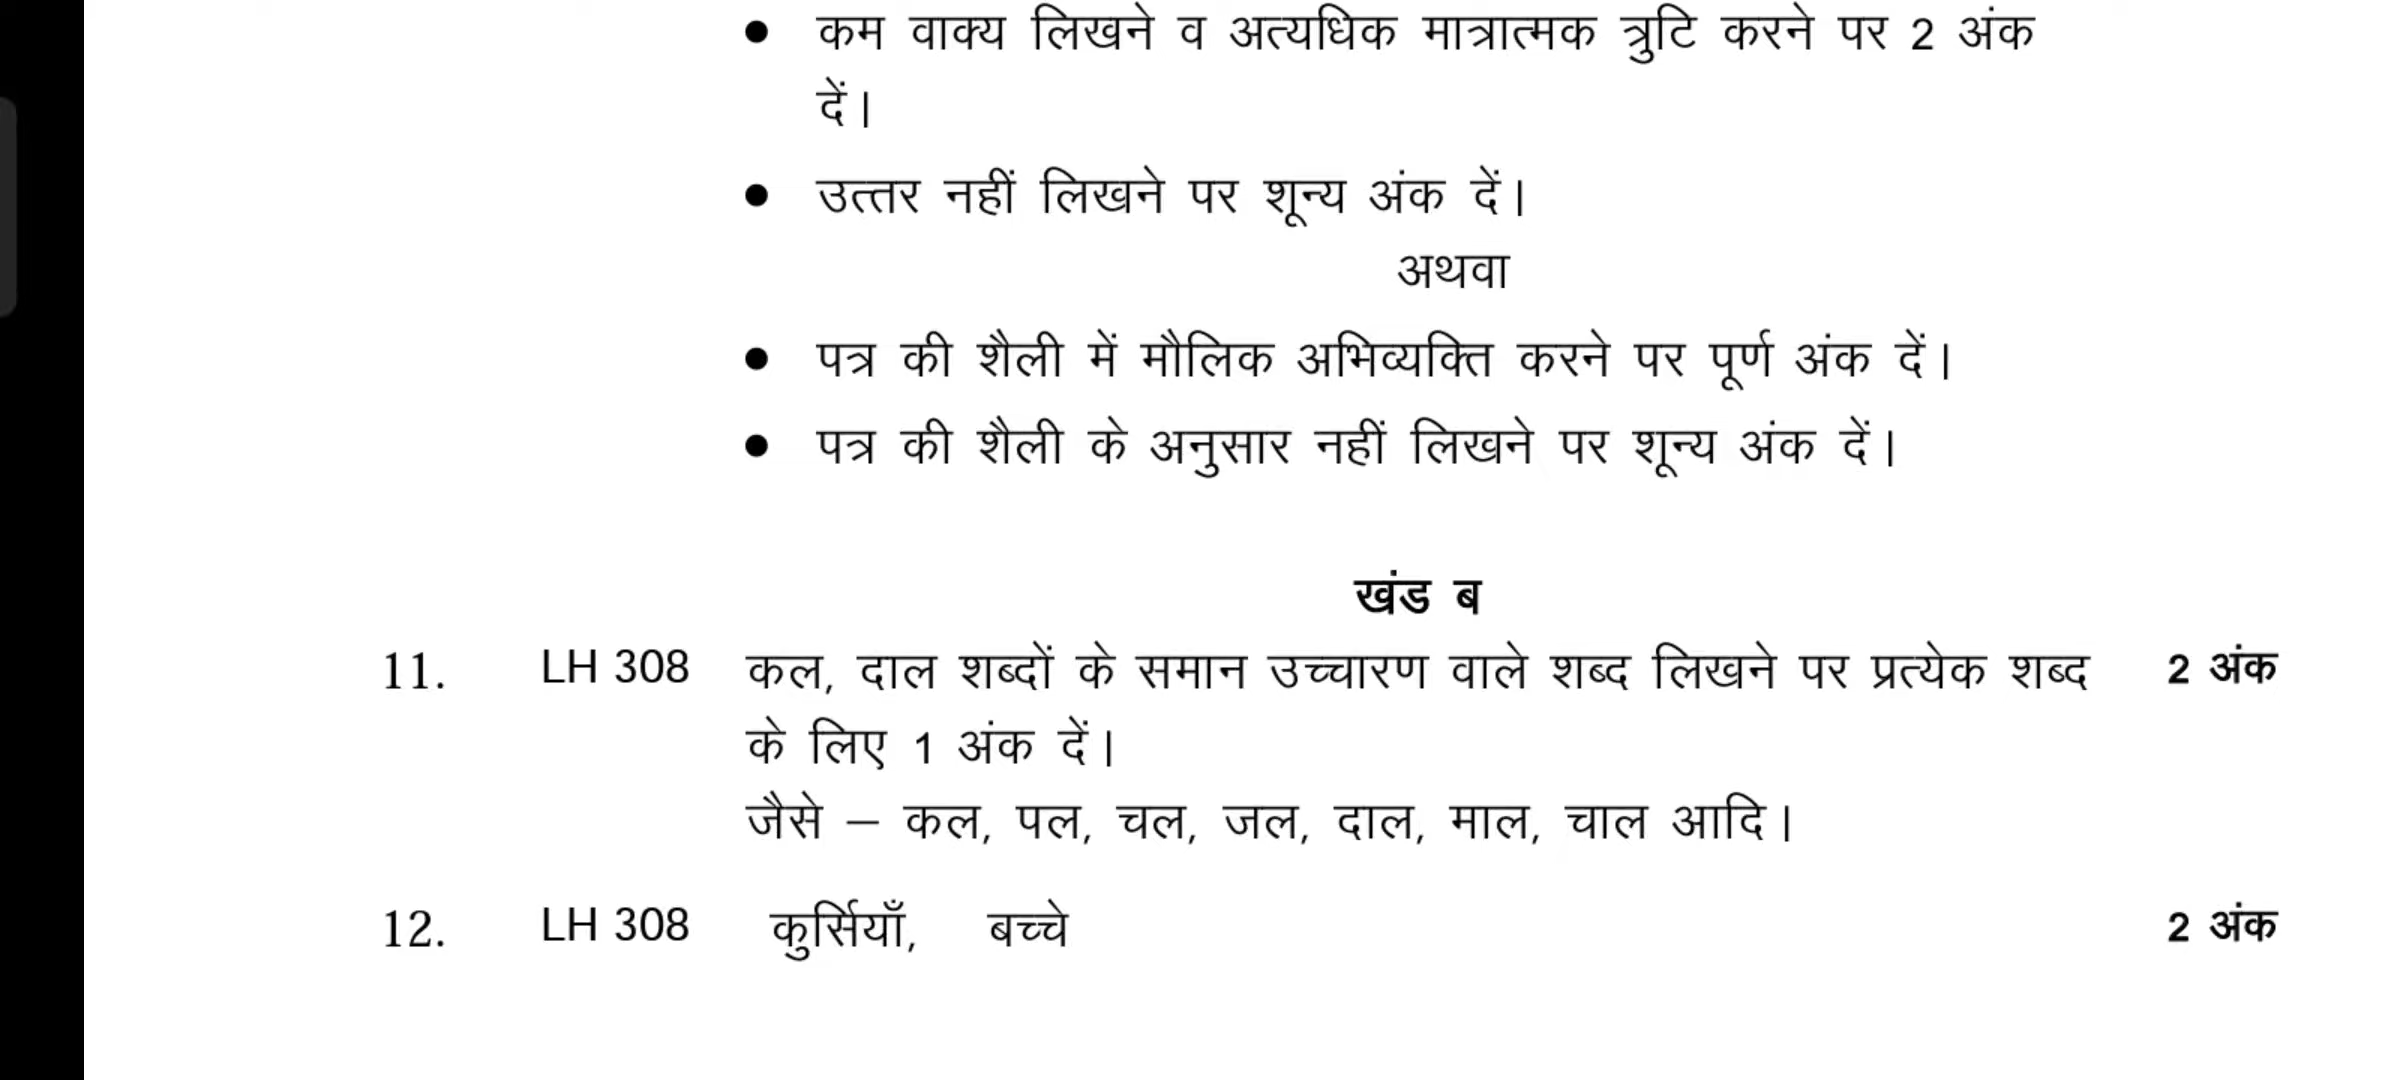 • कम वाक्य लिखने व अत्यधिक मात्रात्मक त्रुटि करने पर 2 अंक
दें।
• उत्तर नहीं लिखने पर शून्य अंक दें।
अथवा
• पत्र की शैली में मौलिक अभिव्यक्ति करने पर पूर्ण अंक दें।
• पत्र की शैली के अनुसार नहीं लिखने पर शून्य अंक दें।
खंड ब
11. LH 308 कल, दाल शब्दों के समान उच्चारण वाले शब्द लिखने पर प्रत्येक शब्द 2 अंक
के लिए 1 अंक दें।
जैसे – कल, पल, चल, जल, दाल, माल, चाल आदि।
12. LH 308 कुर्सियाँ, बच्चे 2 अंक